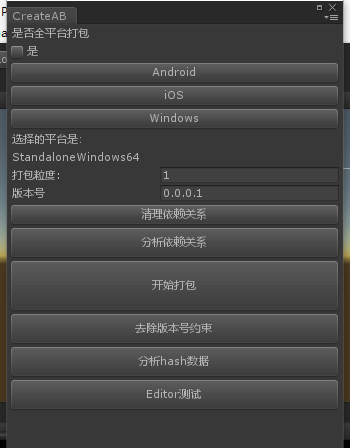 CreateAB
是否全平台打包
是
Android
iOS
Windows
选择的平台是:
StandaloneWindows64
打包粒度: 1
版本号 0.0.0.1
清理依赖关系
分析依赖关系
开始打包
去除版本号约束
分析hash数据
Editor测试